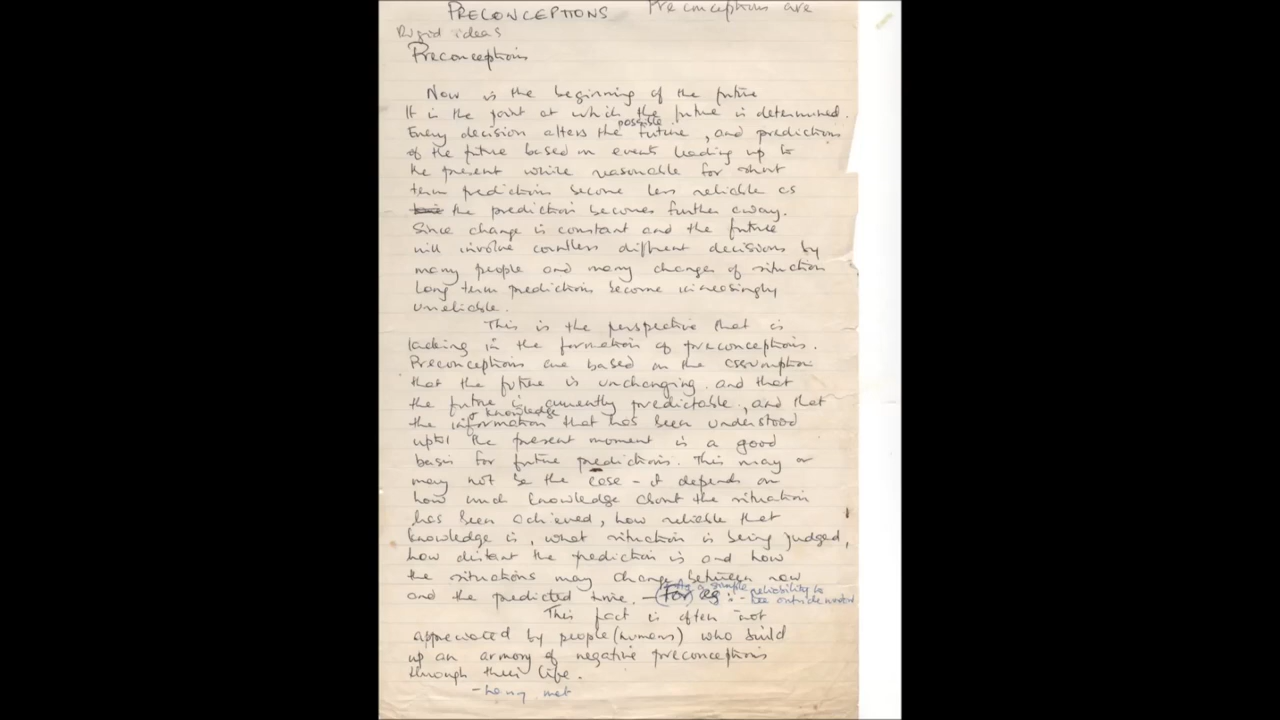 PRECONCEPTIONS Preconceptions are
Rigid ideas
Preconceptions
Now is the beginning of the future
It is the point at which the future is determined.
possible
Every decision alters the future, and predictions
of the future based on events leading up to
the present while reasonable for short
term predictions become less reliable as
the prediction becomes further away.
Since change is constant and the future
will involve countless different decisions by
many people and many changes of situation
long term predictions become increasingly
unreliable.
This is the perspective that is
lacking in the formation of preconceptions.
Preconceptions are based on the assumption
that the future is unchanging and that
the future is currently predictable, and that
& knowledge
the information that has been understood
upto the present moment is a good
basis for future predictions. This may or
may not be the case - it depends on
how much knowledge about the situation
has been achieved, how reliable that
knowledge is, what situation is being judged,
how distant the prediction is and how
the situations may change between now
As a simple reliability to
and the predicted time. - (For) eg: - be outside
This fact is often not
appreciated by people (humans) who build
up an armory of negative preconceptions
through their life.